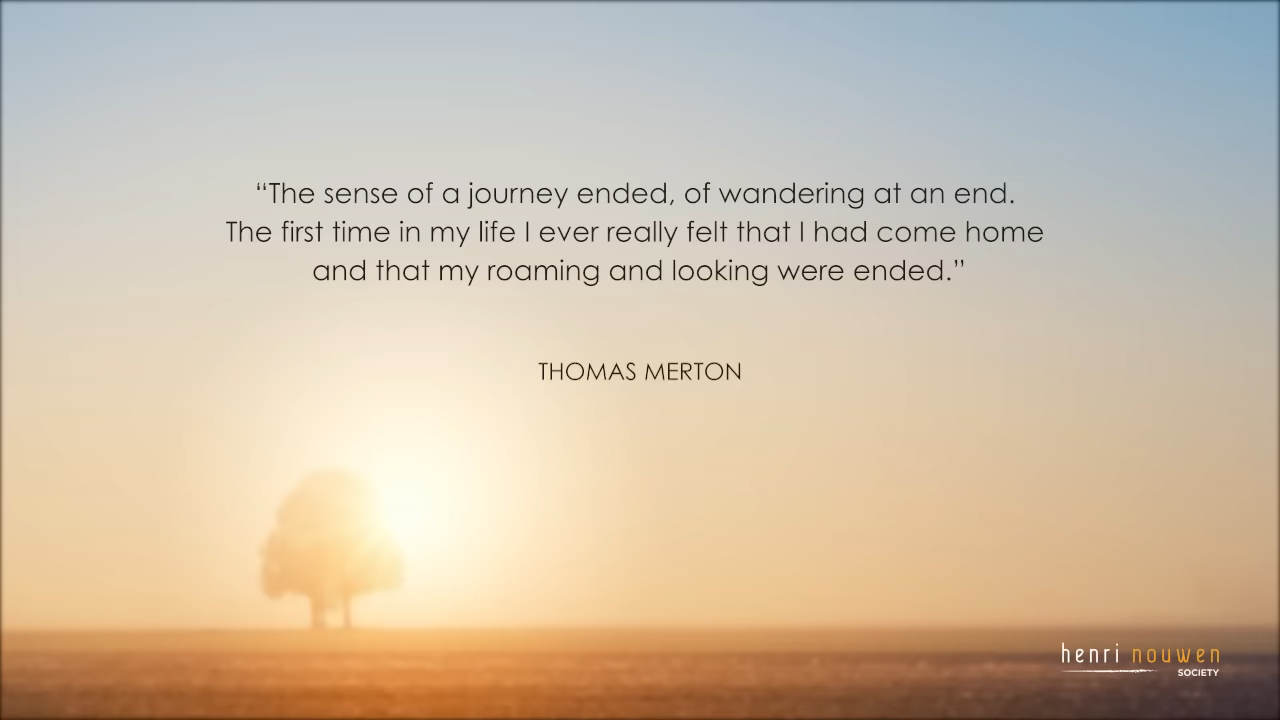 “The sense of a journey ended, of wandering at an end.
The first time in my life I ever really felt that I had come home
and that my roaming and looking were ended.”
THOMAS MERTON
henri nouwen
SOCIETY